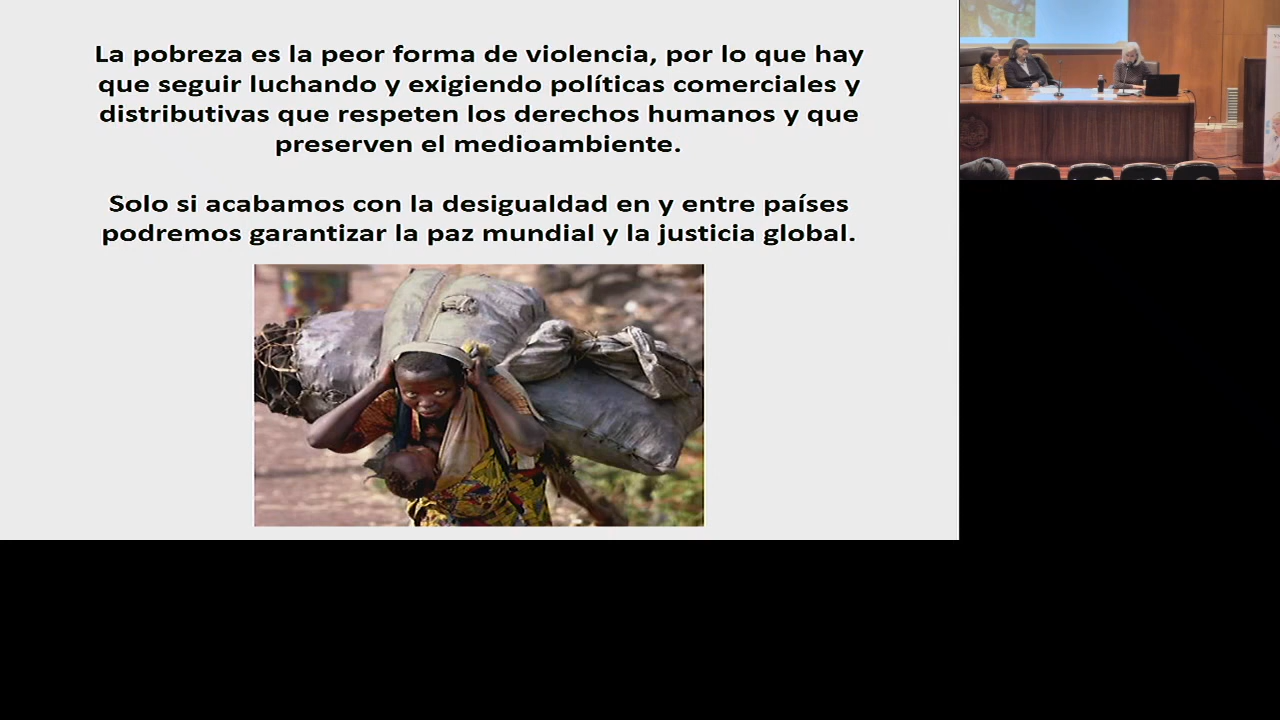 La pobreza es la peor forma de violencia, por lo que hay
que seguir luchando y exigiendo políticas comerciales y
distributivas que respeten los derechos humanos y que
preserven el medioambiente.
Solo si acabamos con la desigualdad en y entre países
podremos garantizar la paz mundial y la justicia global.